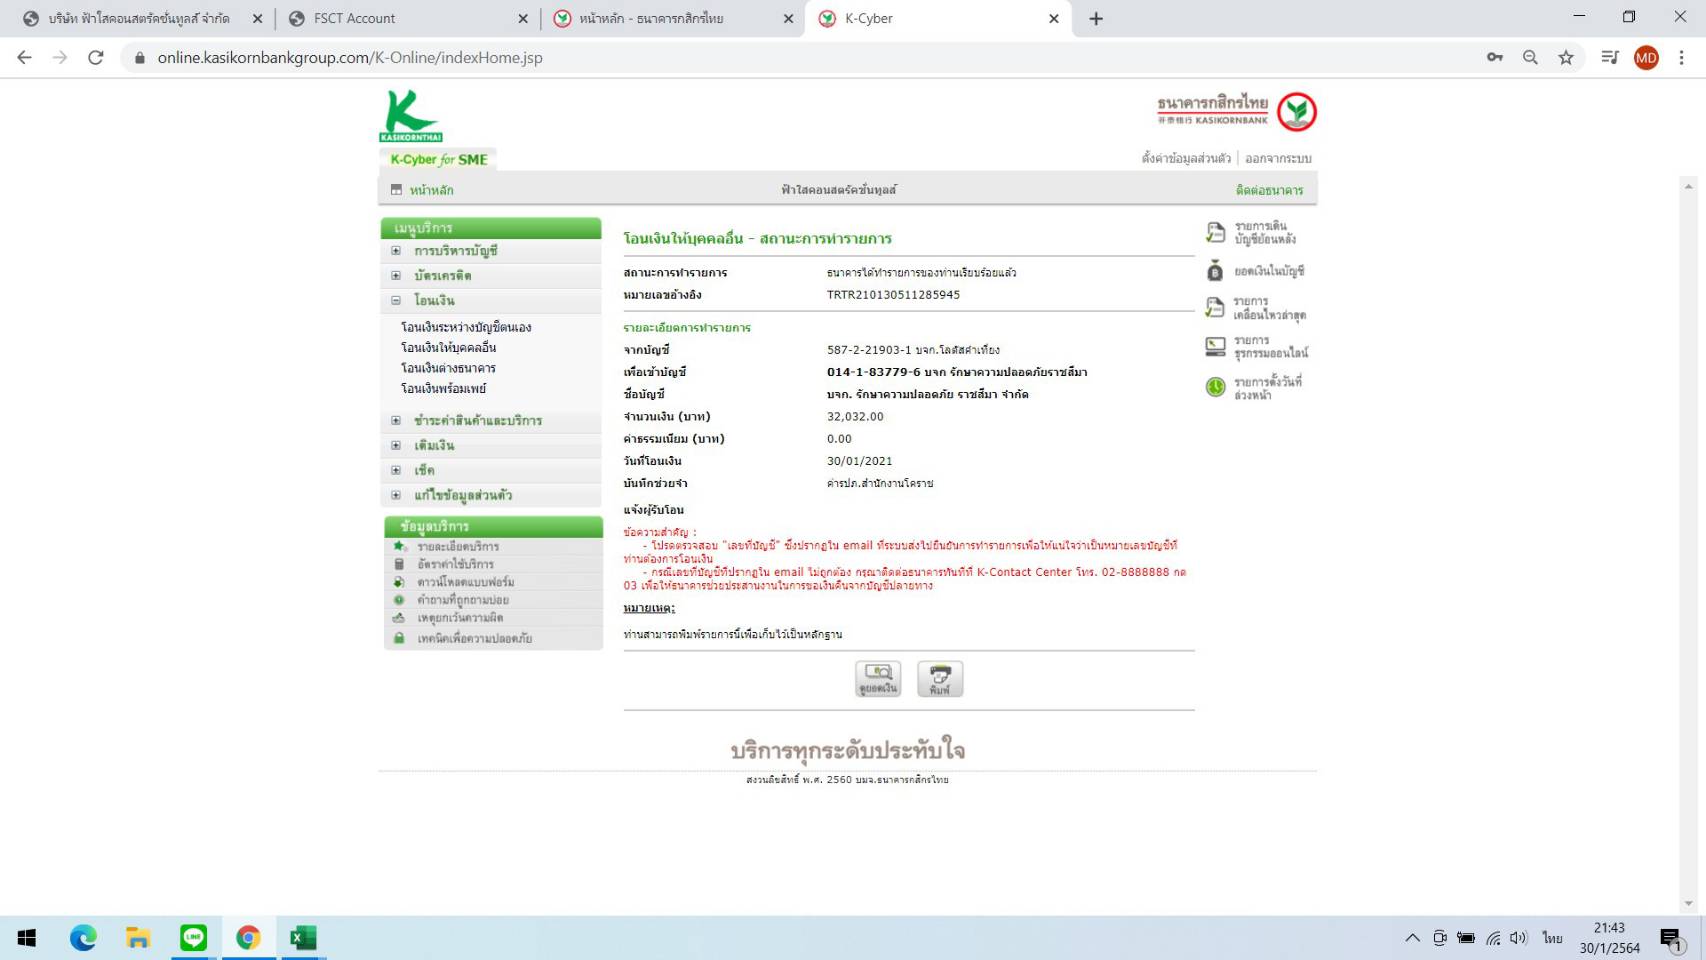 บริษัท ฟ้าใสคอนสตรัคชั่นทูลส์ จำกัด
FSCT Account
หน้าหลัก - ธนาคารกสิกรไทย
K-Cyber
online.kasikornbankgroup.com/K-Online/indexHome.jsp
MD
KASIKORNTHAI
ธนาคารกสิกรไทย
开泰银行 KASIKORNBANK
K-Cyber for SME
ตั้งค่าข้อมูลส่วนตัว | ออกจากระบบ
หน้าหลัก
ฟ้าใสคอนสตรัคชั่นทูลส์
ติดต่อธนาคาร
เมนูบริการ
การบริหารบัญชี
บัตรเครดิต
โอนเงิน
โอนเงินระหว่างบัญชีตนเอง
โอนเงินให้บุคคลอื่น
โอนเงินต่างธนาคาร
โอนเงินพร้อมเพย์
ชำระค่าสินค้าและบริการ
เติมเงิน
เช็ค
แก้ไขข้อมูลส่วนตัว
ข้อมูลบริการ
รายละเอียดบริการ
อัตราค่าใช้บริการ
ดาวน์โหลดแบบฟอร์ม
คำถามที่ถูกถามบ่อย
เหตุยกเว้นความผิด
เทคนิคเพื่อความปลอดภัย
โอนเงินให้บุคคลอื่น - สถานะการทำรายการ
สถานะการทำรายการ ธนาคารได้ทำรายการของท่านเรียบร้อยแล้ว
หมายเลขอ้างอิง TRTR210130511285945
รายละเอียดการทำรายการ
จากบัญชี 587-2-21903-1 บจก.โลตัสค้าเที่ยง
เพื่อเข้าบัญชี 014-1-83779-6 บจก รักษาความปลอดภัยราชสีมา
ชื่อบัญชี บจก. รักษาความปลอดภัย ราชสีมา จำกัด
จำนวนเงิน (บาท) 32,032.00
ค่าธรรมเนียม (บาท) 0.00
วันที่โอนเงิน 30/01/2021
บันทึกช่วยจำ ค่ารปภ.สำนักงานโคราช
แจ้งผู้รับโอน
ข้อความสำคัญ :
- โปรดตรวจสอบ "เลขที่บัญชี" ซึ่งปรากฏใน email ที่ระบบส่งไปยืนยันการทำรายการเพื่อให้แน่ใจว่าเป็นหมายเลขบัญชีที่
ท่านต้องการโอนเงิน
- กรณีเลขที่บัญชีที่ปรากฏใน email ไม่ถูกต้อง กรุณาติดต่อธนาคารทันทีที่ K-Contact Center โทร. 02-8888888 กด
03 เพื่อให้ธนาคารช่วยประสานงานในการขอเงินคืนจากบัญชีปลายทาง
หมายเหตุ:
ท่านสามารถพิมพ์รายการนี้เพื่อเก็บไว้เป็นหลักฐาน
ดูยอดเงิน
พิมพ์
รายการเดิน
บัญชีย้อนหลัง
ยอดเงินในบัญชี
รายการ
เคลื่อนไหวล่าสุด
รายการ
ธุรกรรมออนไลน์
รายการตั้งวันที่
ล่วงหน้า
บริการทุกระดับประทับใจ
สงวนลิขสิทธิ์ พ.ศ. 2560 บมจ.ธนาคารกสิกรไทย
LINE
ไทย
21:43
30/1/2564
1